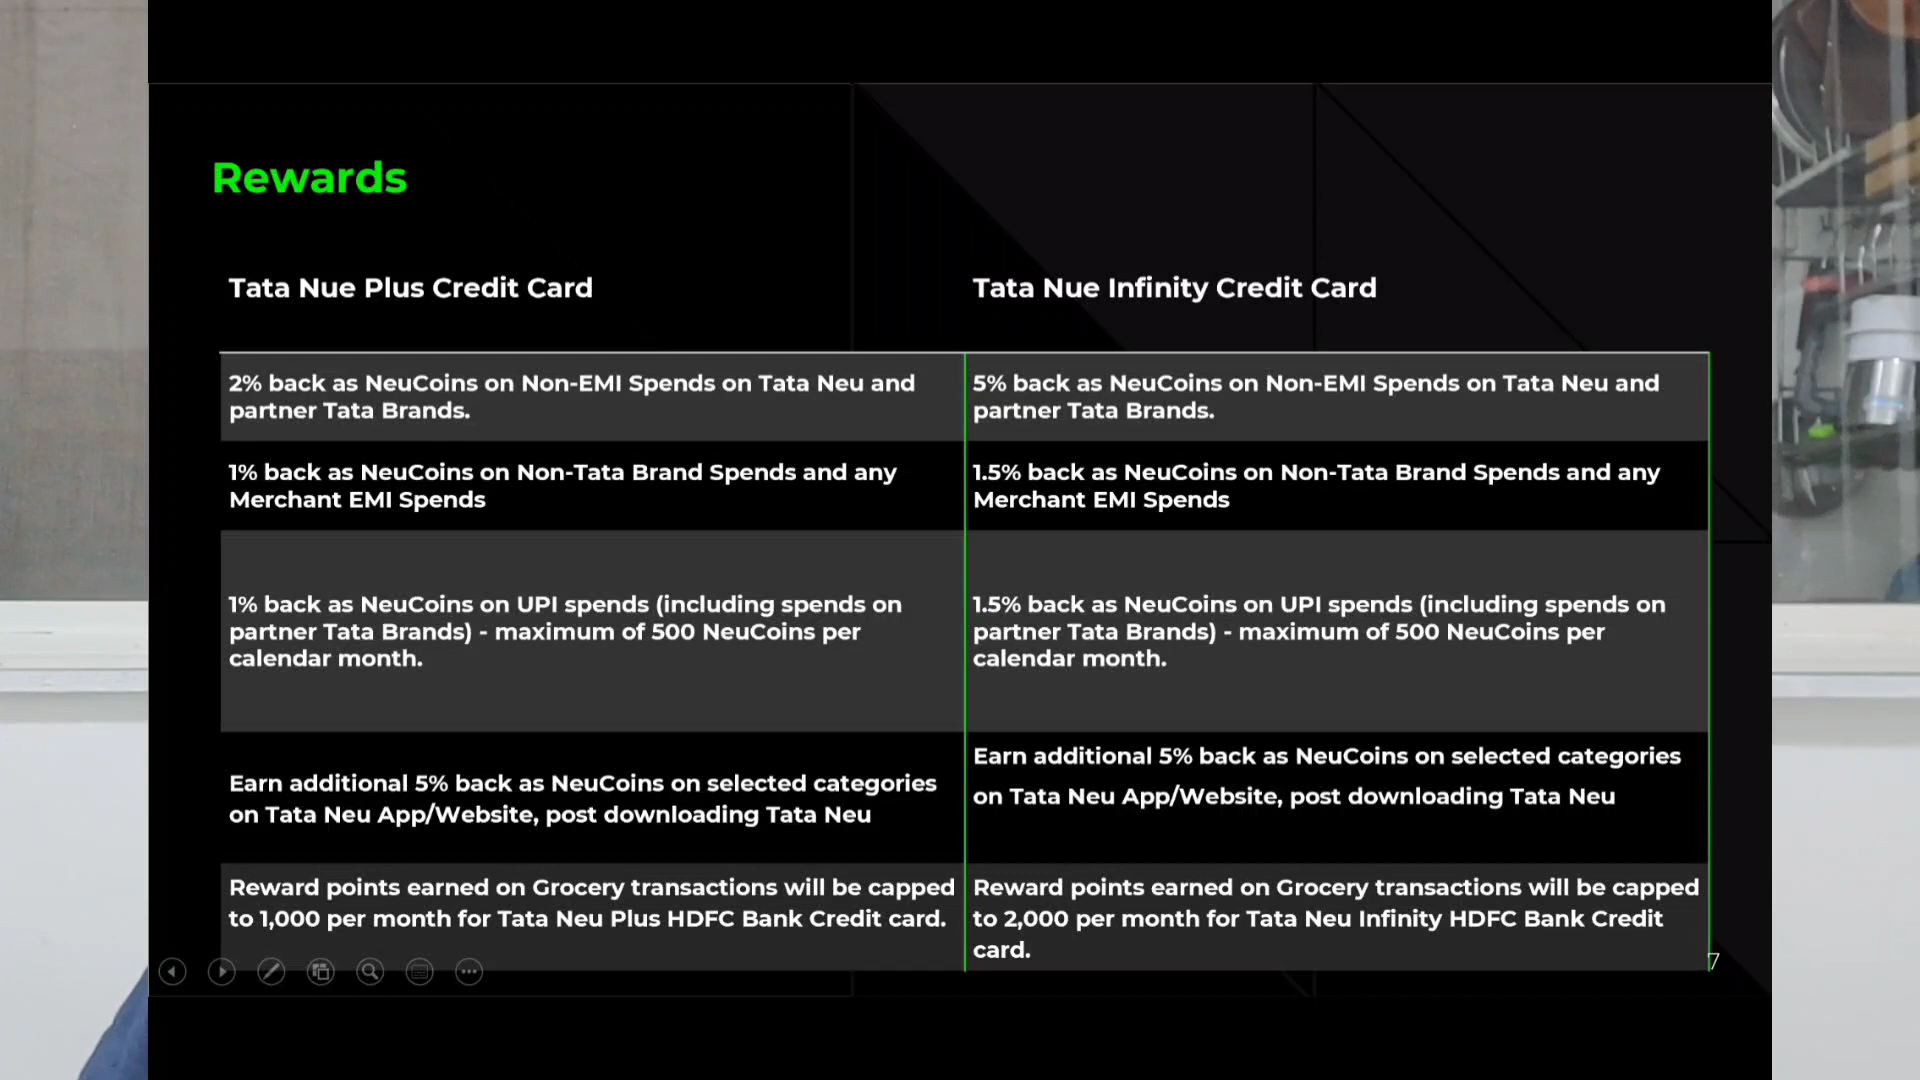 Rewards
Tata Nue Plus Credit Card
Tata Nue Infinity Credit Card
2% back as NeuCoins on Non-EMI Spends on Tata Neu and
partner Tata Brands.
5% back as NeuCoins on Non-EMI Spends on Tata Neu and
partner Tata Brands.
1% back as NeuCoins on Non-Tata Brand Spends and any
Merchant EMI Spends
1.5% back as NeuCoins on Non-Tata Brand Spends and any
Merchant EMI Spends
1% back as NeuCoins on UPI spends (including spends on
partner Tata Brands) - maximum of 500 NeuCoins per
calendar month.
1.5% back as NeuCoins on UPI spends (including spends on
partner Tata Brands) - maximum of 500 NeuCoins per
calendar month.
Earn additional 5% back as NeuCoins on selected categories
on Tata Neu App/Website, post downloading Tata Neu
Earn additional 5% back as NeuCoins on selected categories
on Tata Neu App/Website, post downloading Tata Neu
Reward points earned on Grocery transactions will be capped
to 1,000 per month for Tata Neu Plus HDFC Bank Credit card.
Reward points earned on Grocery transactions will be capped
to 2,000 per month for Tata Neu Infinity HDFC Bank Credit
card.
7